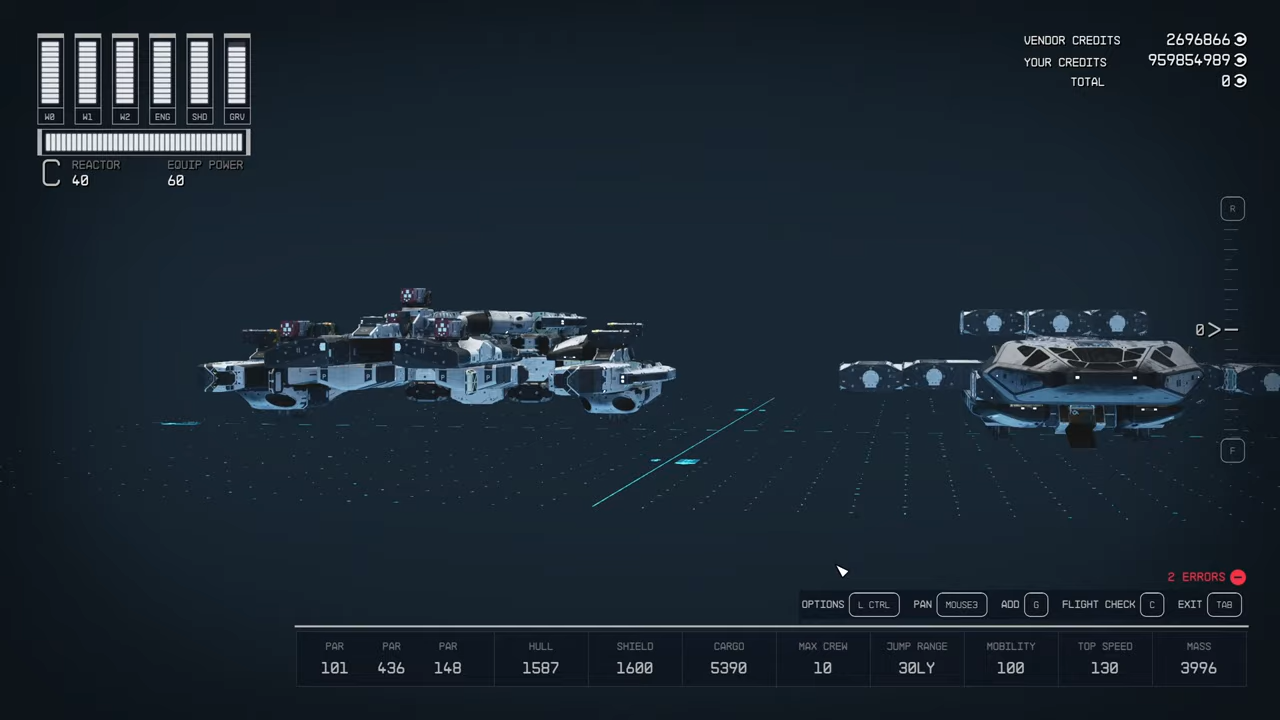 VENDOR CREDITS 2696866
YOUR CREDITS 959854989
TOTAL 0
W0 W1 W2 ENG SHD GRV
C REACTOR 40 EQUIP POWER 60
R
0
F
2 ERRORS
OPTIONS L CTRL PAN MOUSE3 ADD G FLIGHT CHECK C EXIT TAB
PAR PAR PAR HULL SHIELD CARGO MAX CREW JUMP RANGE MOBILITY TOP SPEED MASS
101 436 148 1587 1600 5390 10 30LY 100 130 3996